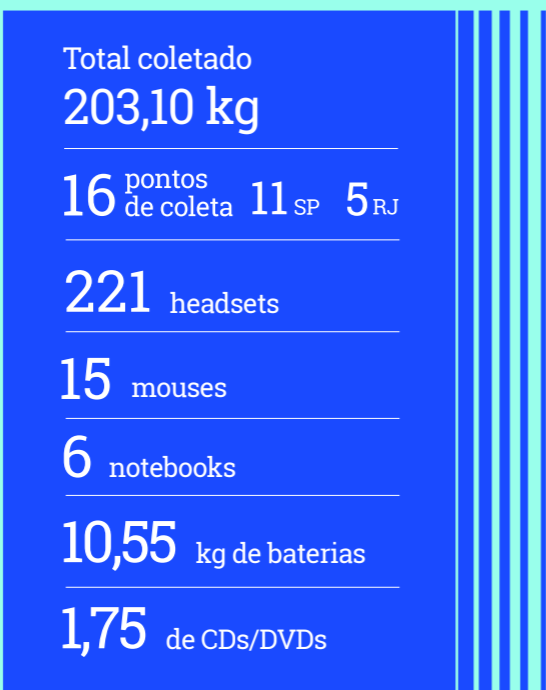 Total coletado
203,10 kg
16 pontos de coleta 11 SP 5 RJ
221 headsets
15 mouses
6 notebooks
10,55 kg de baterias
1,75 de CDs/DVDs